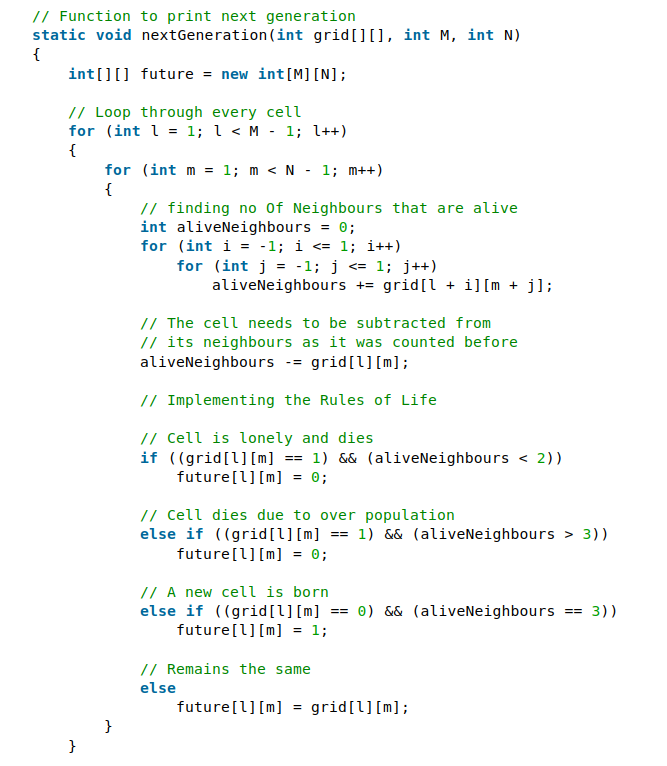 // Function to print next generation
static void nextGeneration(int grid[][], int M, int N)
{
int[][] future = new int[M][N];
// Loop through every cell
for (int l = 1; l < M - 1; l++)
{
for (int m = 1; m < N - 1; m++)
{
// finding no Of Neighbours that are alive
int aliveNeighbours = 0;
for (int i = -1; i <= 1; i++)
for (int j = -1; j <= 1; j++)
aliveNeighbours += grid[l + i][m + j];
// The cell needs to be subtracted from
// its neighbours as it was counted before
aliveNeighbours -= grid[l][m];
// Implementing the Rules of Life
// Cell is lonely and dies
if ((grid[l][m] == 1) && (aliveNeighbours < 2))
future[l][m] = 0;
// Cell dies due to over population
else if ((grid[l][m] == 1) && (aliveNeighbours > 3))
future[l][m] = 0;
// A new cell is born
else if ((grid[l][m] == 0) && (aliveNeighbours == 3))
future[l][m] = 1;
// Remains the same
else
future[l][m] = grid[l][m];
}
}